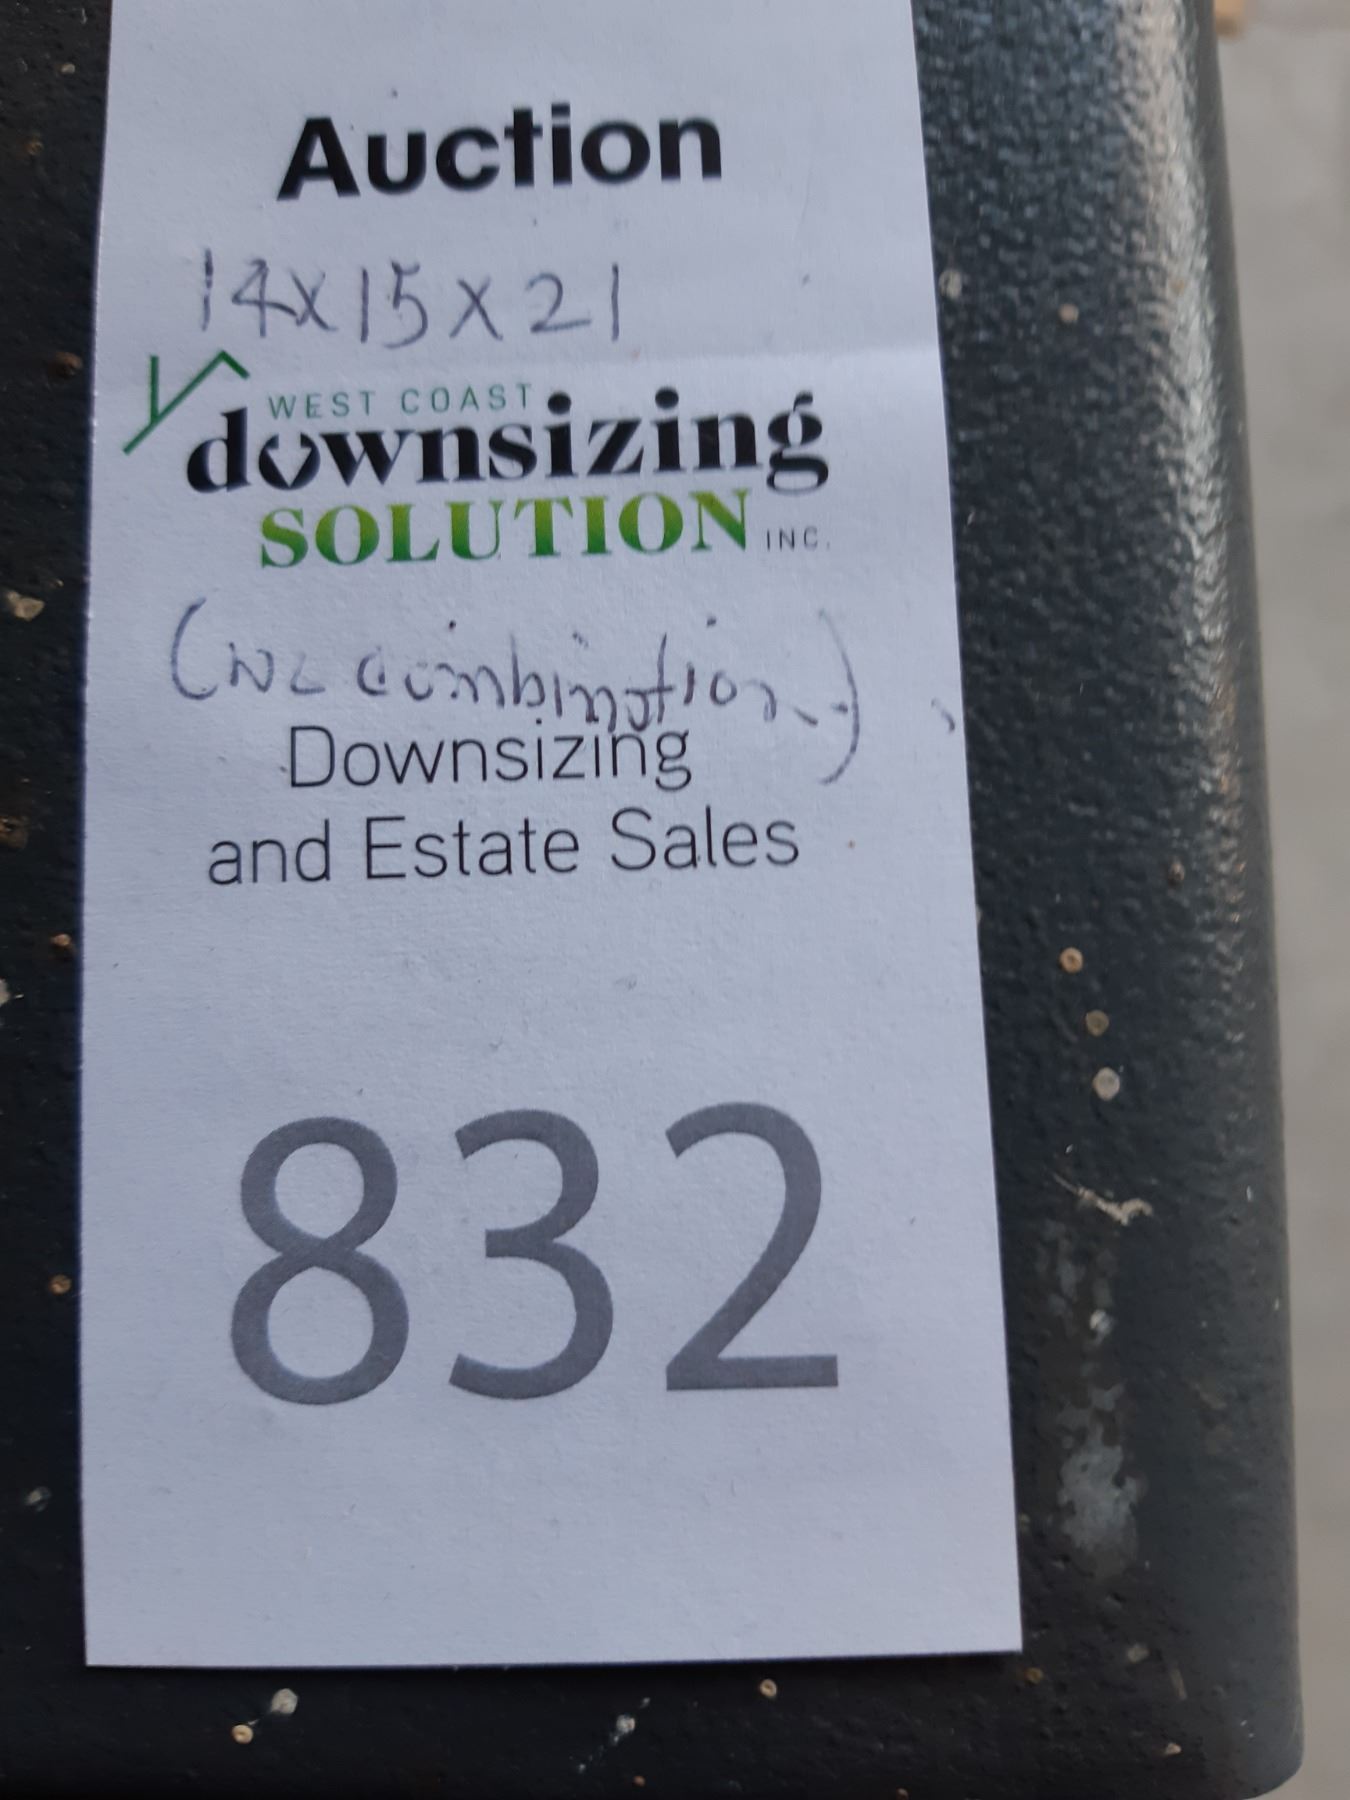 Auction
14x15x21
WEST COAST
downsizing
SOLUTION INC.
(No combination)
Downsizing
and Estate Sales
832